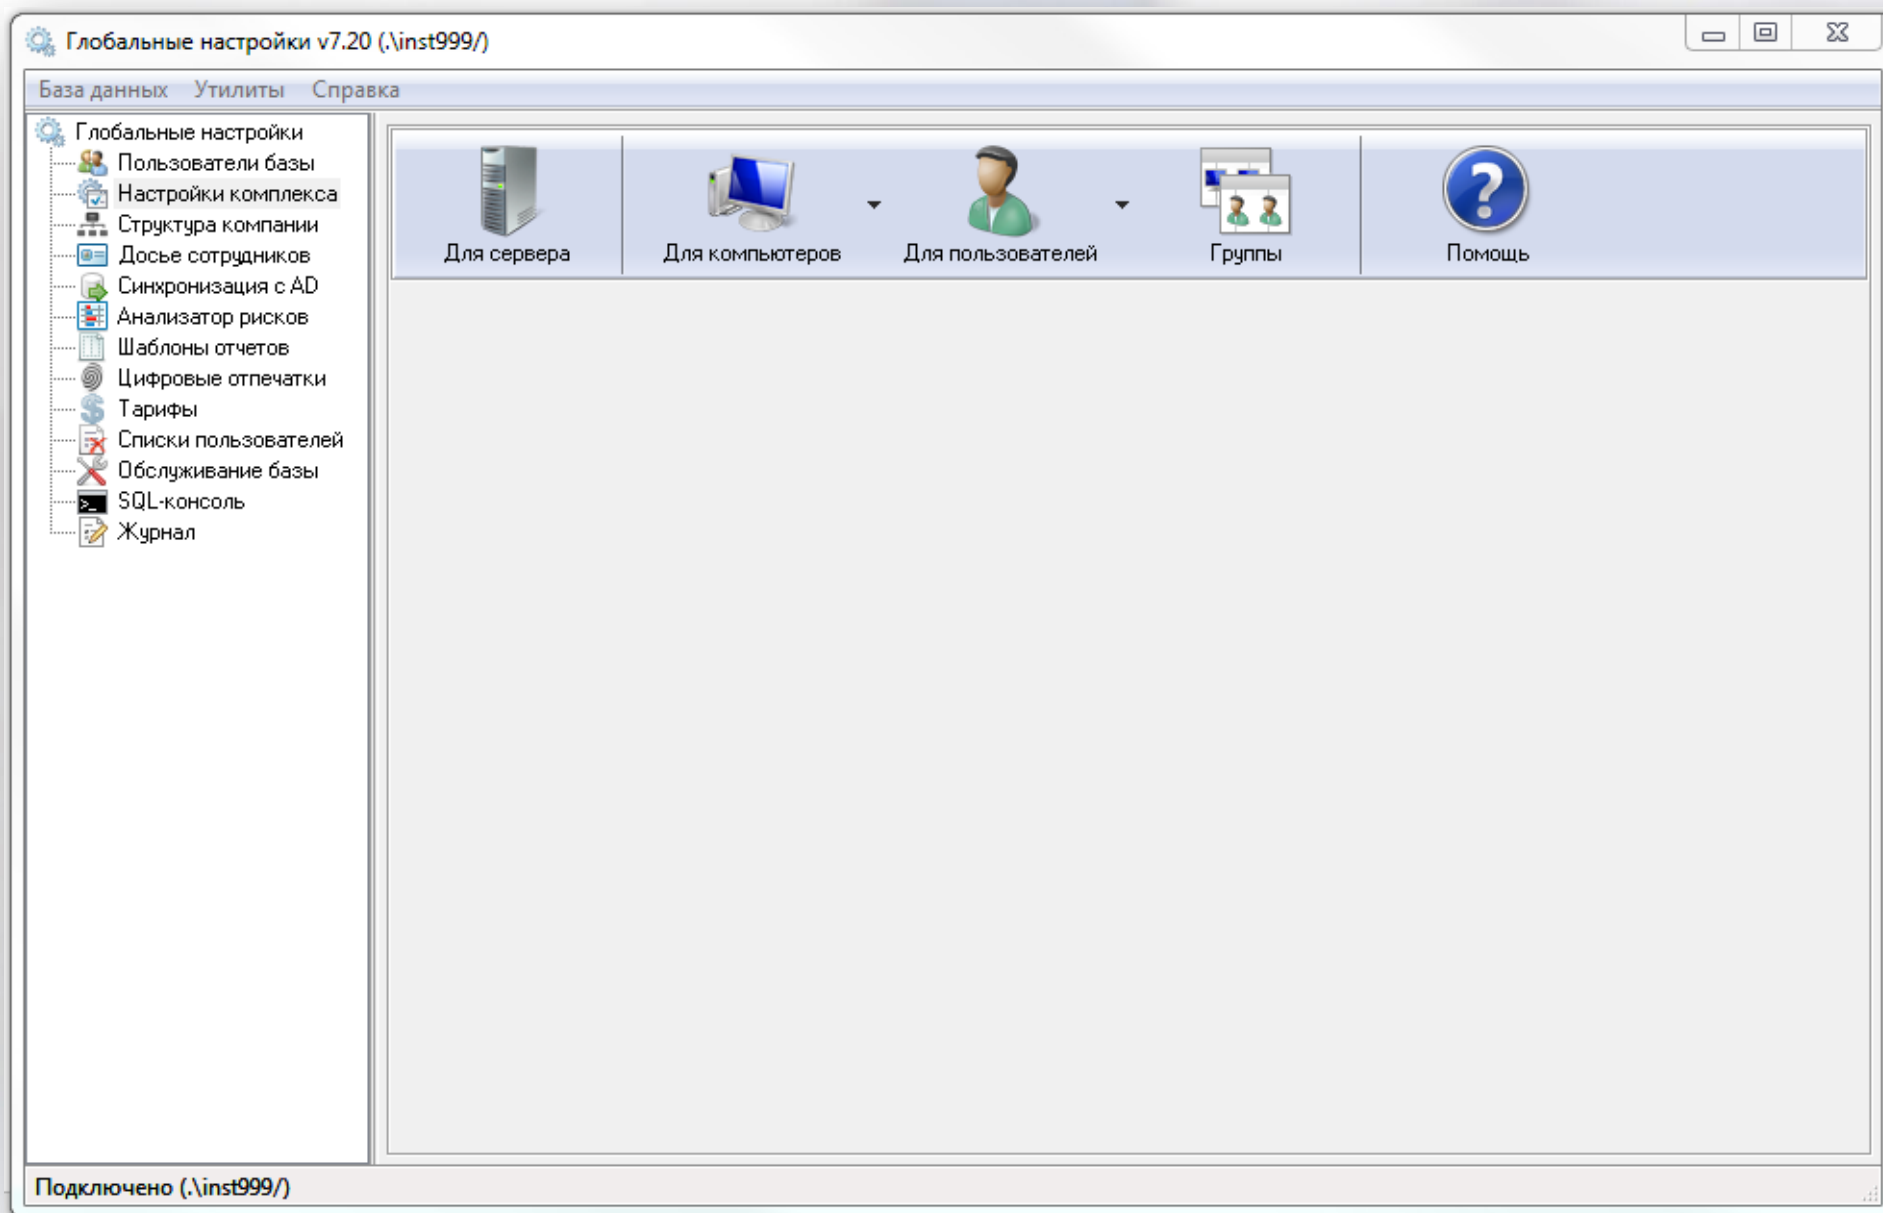 Глобальные настройки v7.20 (.\inst999/)
База данных Утилиты Справка
Глобальные настройки
Пользователи базы
Настройки комплекса
Структура компании
Досье сотрудников
Синхронизация с AD
Анализатор рисков
Шаблоны отчетов
Цифровые отпечатки
Тарифы
Списки пользователей
Обслуживание базы
SQL-консоль
Журнал
Для сервера Для компьютеров Для пользователей Группы Помощь
Подключено (.\inst999/)